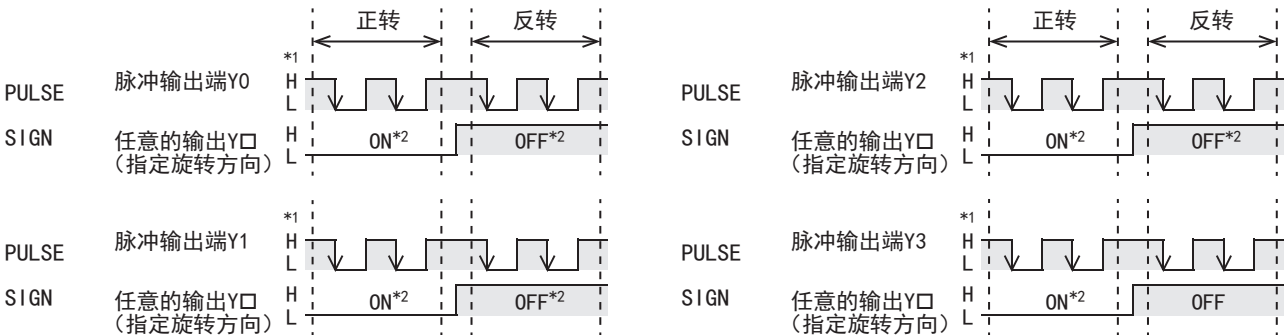 正转 反转
*1
PULSE 脉冲输出端Y0 H
L
SIGN 任意的输出Y口 H ON*2 OFF*2
（指定旋转方向） L
正转 反转
*1
PULSE 脉冲输出端Y2 H
L
SIGN 任意的输出Y口 H ON*2 OFF*2
（指定旋转方向） L
*1
PULSE 脉冲输出端Y1 H
L
SIGN 任意的输出Y口 H ON*2 OFF*2
（指定旋转方向） L
*1
PULSE 脉冲输出端Y3 H
L
SIGN 任意的输出Y口 H ON*2 OFF
（指定旋转方向） L